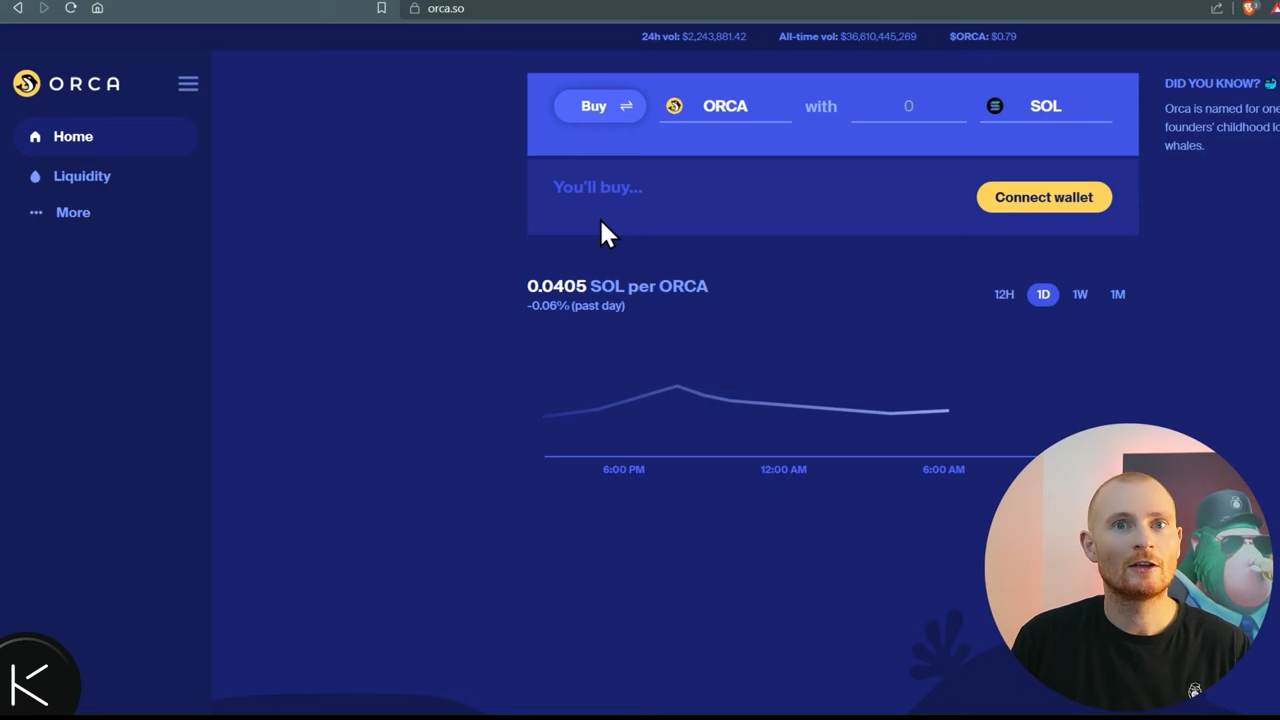 orca.so
24h vol: $2,243,881.42 All-time vol: $36,610,445,269 $ORCA: $0.79
ORCA
Home
Liquidity
More
Buy ORCA with 0 SOL
You'll buy...
Connect wallet
DID YOU KNOW?
Orca is named for one
founders' childhood lo
whales.
0.0405 SOL per ORCA
-0.06% (past day)
12H 1D 1W 1M
6:00 PM 12:00 AM 6:00 AM
K